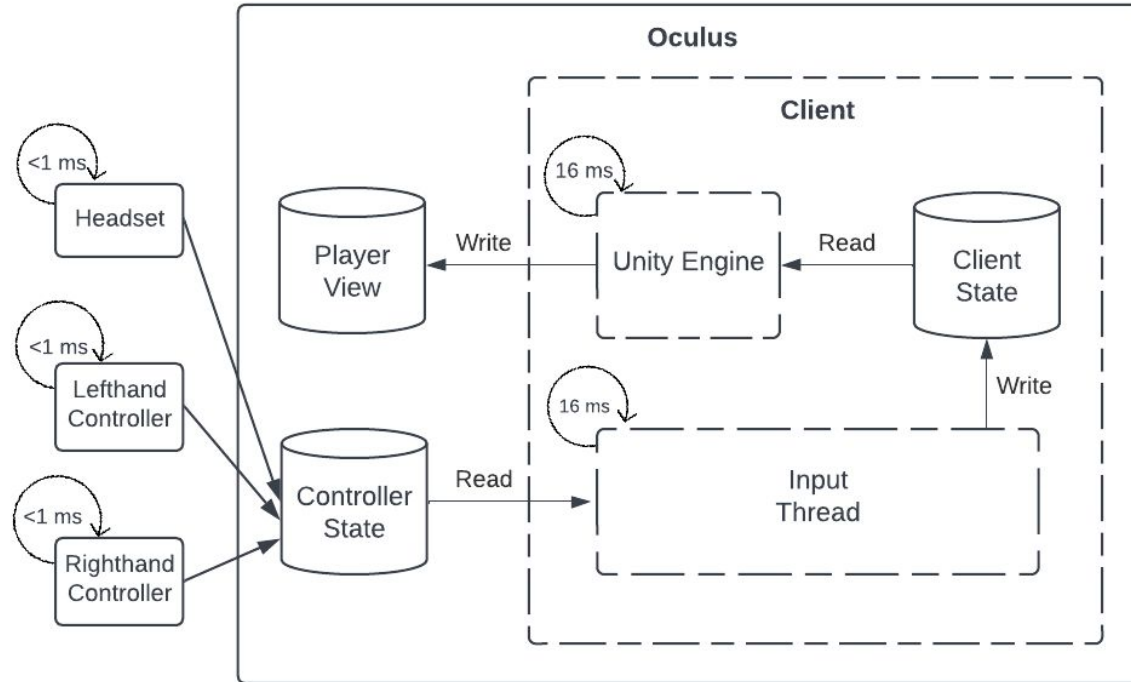 Oculus
Client
<1 ms
Headset
<1 ms
Lefthand
Controller
<1 ms
Righthand
Controller
Player
View
Write
16 ms
Unity Engine
Read
Client
State
Write
Controller
State
Read
16 ms
Input
Thread